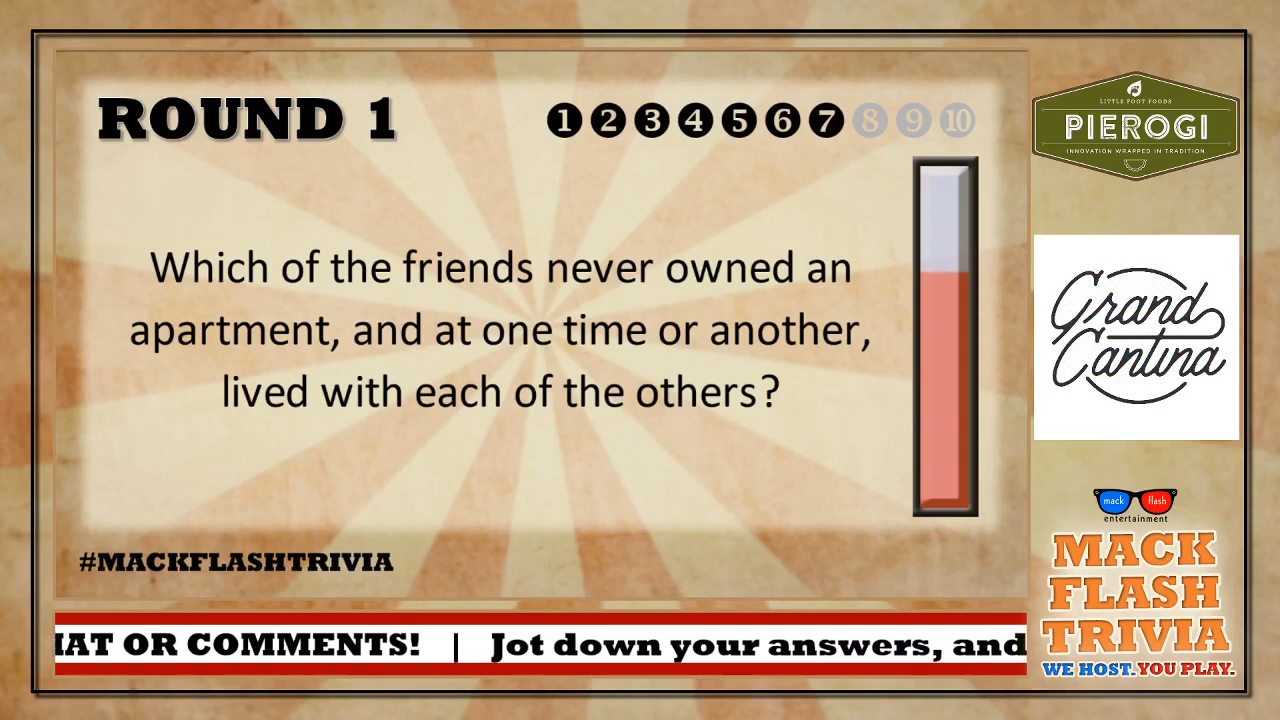 ROUND 1
1 2 3 4 5 6 7 8 9 10
Which of the friends never owned an
apartment, and at one time or another,
lived with each of the others?
#MACKFLASHTRIVIA
HAT OR COMMENTS! | Jot down your answers, and
LITTLE FOOT FOODS
PIEROGI
INNOVATION WRAPPED IN TRADITION
Grand
Cantina
mack flash
entertainment
MACK
FLASH
TRIVIA
WE HOST. YOU PLAY.